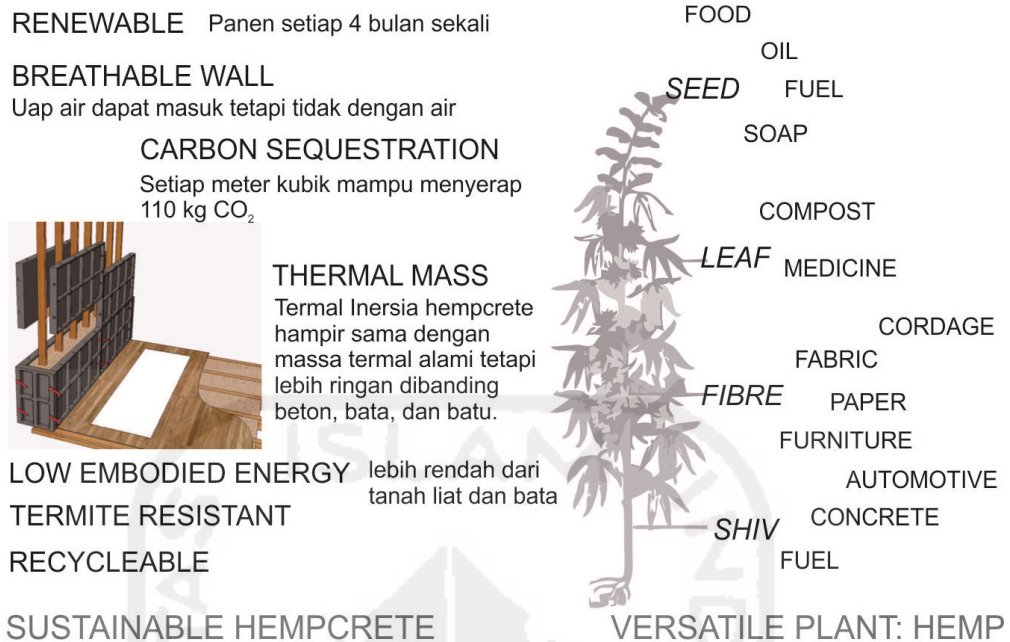 RENEWABLE Panen setiap 4 bulan sekali
BREATHABLE WALL
Uap air dapat masuk tetapi tidak dengan air
CARBON SEQUESTRATION
Setiap meter kubik mampu menyerap
110 kg CO₂
THERMAL MASS
Termal Inersia hempcrete
hampir sama dengan
massa termal alami tetapi
lebih ringan dibanding
beton, bata, dan batu.
LOW EMBODIED ENERGY lebih rendah dari
tanah liat dan bata
TERMITE RESISTANT
RECYCLEABLE
SUSTAINABLE HEMPCRETE
FOOD
OIL
SEED FUEL
SOAP
COMPOST
LEAF MEDICINE
CORDAGE
FABRIC
FIBRE PAPER
FURNITURE
AUTOMOTIVE
SHIV CONCRETE
FUEL
VERSATILE PLANT: HEMP
ISLAM